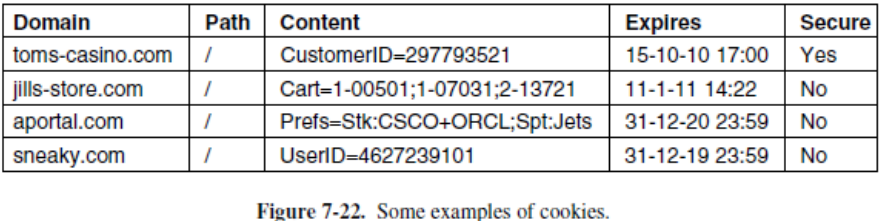 Domain Path Content Expires Secure
toms-casino.com / CustomerID=297793521 15-10-10 17:00 Yes
jills-store.com / Cart=1-00501;1-07031;2-13721 11-1-11 14:22 No
aportal.com / Prefs=Stk:CSCO+ORCL;Spt:Jets 31-12-20 23:59 No
sneaky.com / UserID=4627239101 31-12-19 23:59 No
Figure 7-22. Some examples of cookies.